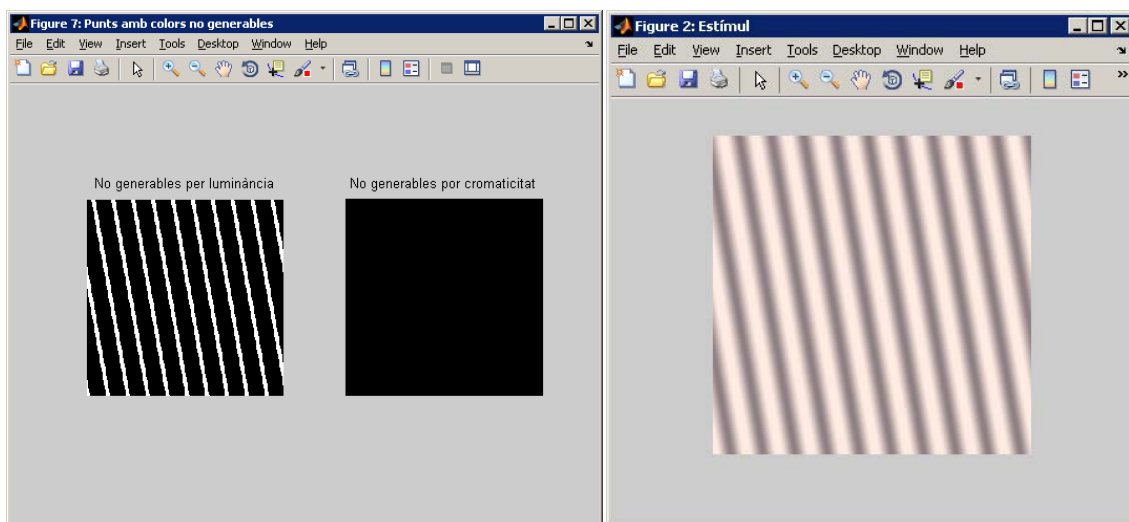 Figure 7: Punts amb colors no generables
File Edit View Insert Tools Desktop Window Help
No generables per luminància
No generables por cromaticitat
Figure 2: Estímul
File Edit View Insert Tools Desktop Window Help